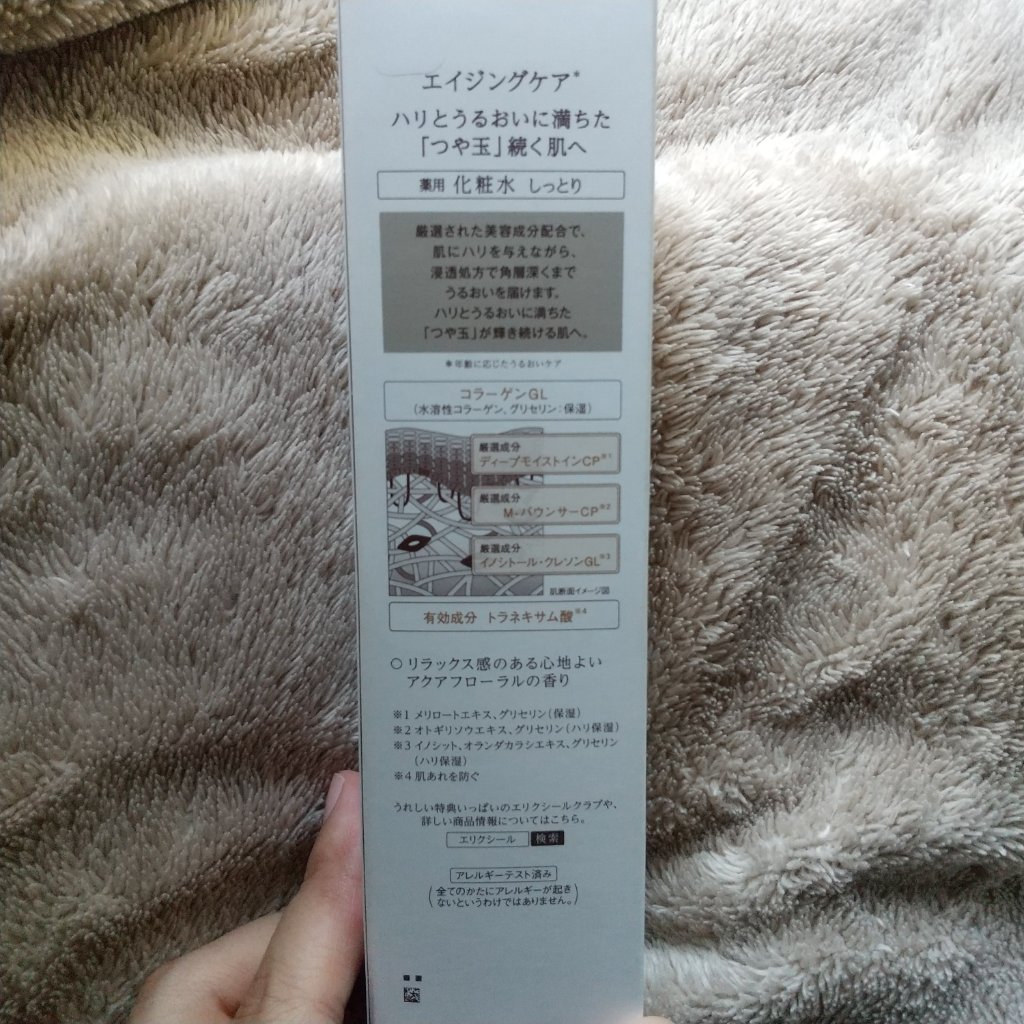 エイジングケア*
ハリとうるおいに満ちた
「つや玉」続く肌へ
薬用 化粧水 しっとり
厳選された美容成分配合で、
肌にハリを与えながら、
浸透処方で角層深くまで
うるおいを届けます。
ハリとうるおいに満ちた
「つや玉」が輝き続ける肌へ。
*年齢に応じたうるおいケア
コラーゲンGL
(水溶性コラーゲン、グリセリン:保湿)
厳選成分
ディープモイストインCP※1
厳選成分
M-バウンサーCP※2
厳選成分
イノシトール・クレソンGL※3
肌断面イメージ図
有効成分 トラネキサム酸※4
○リラックス感のある心地よい
アクアフローラルの香り
※1 メリロートエキス、グリセリン(保湿)
※2 オトギリソウエキス、グリセリン(ハリ保湿)
※3 イノシット、オランダカラシエキス、グリセリン
(ハリ保湿)
※4 肌あれを防ぐ
うれしい特典いっぱいのエリクシールクラブや、
詳しい商品情報についてはこちら。
エリクシール 検索
アレルギーテスト済み
(全てのかたにアレルギーが起き
ないというわけではありません。)